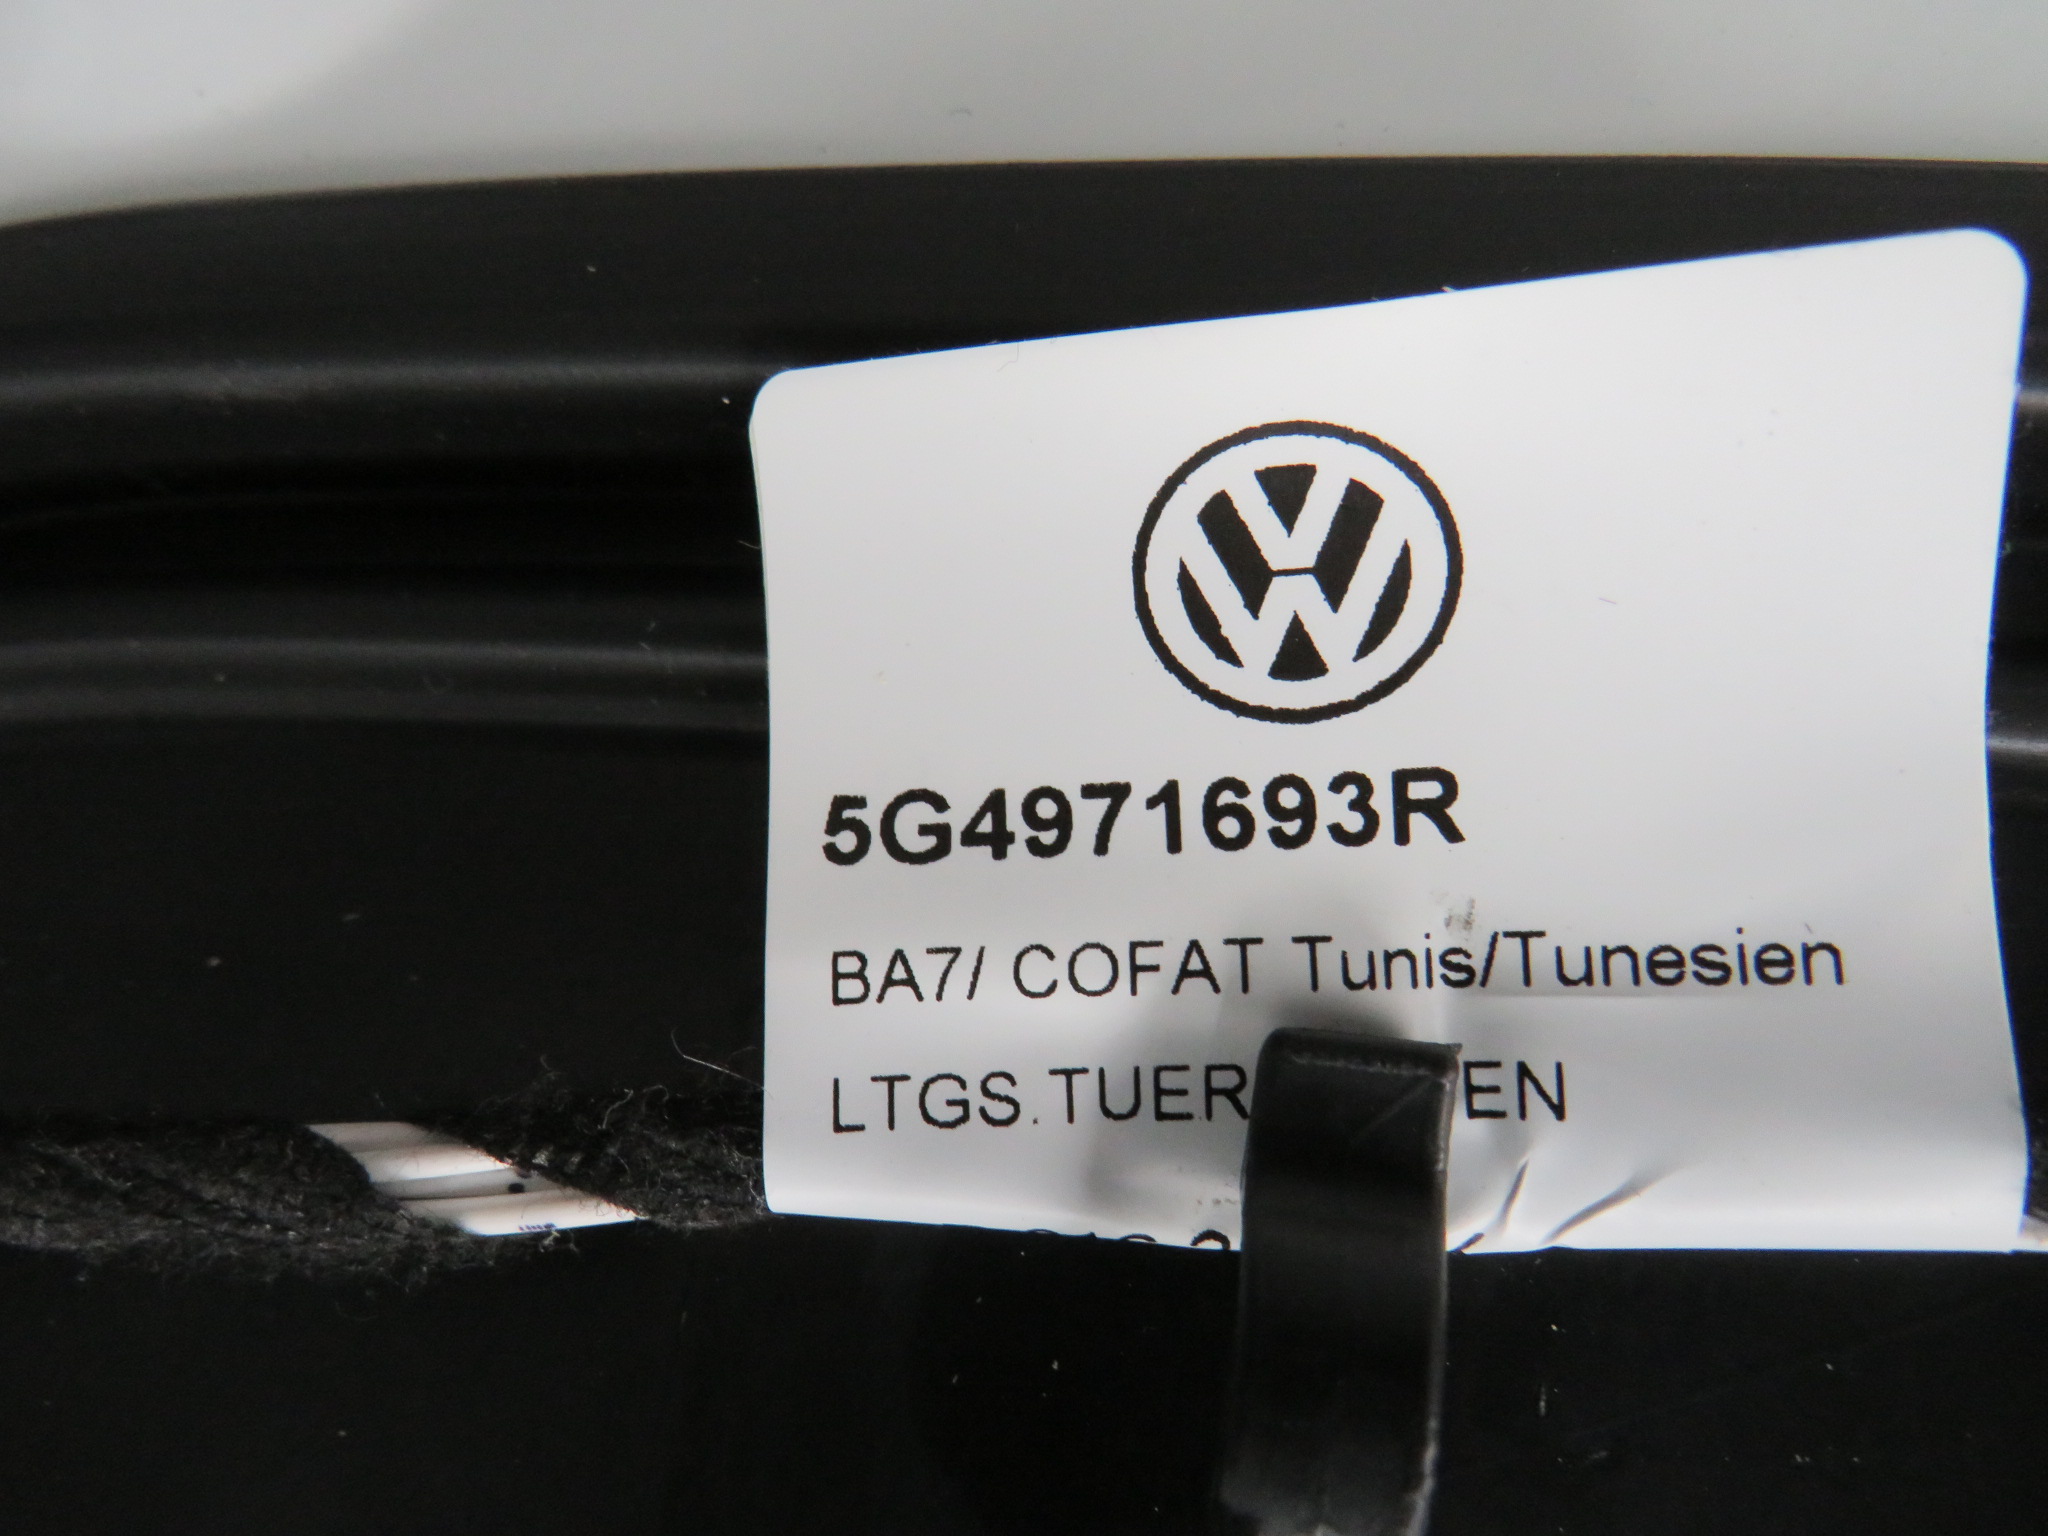 5G4971693R
BA7/ COFAT Tunis/Tunesien
LTGS.TUER EN